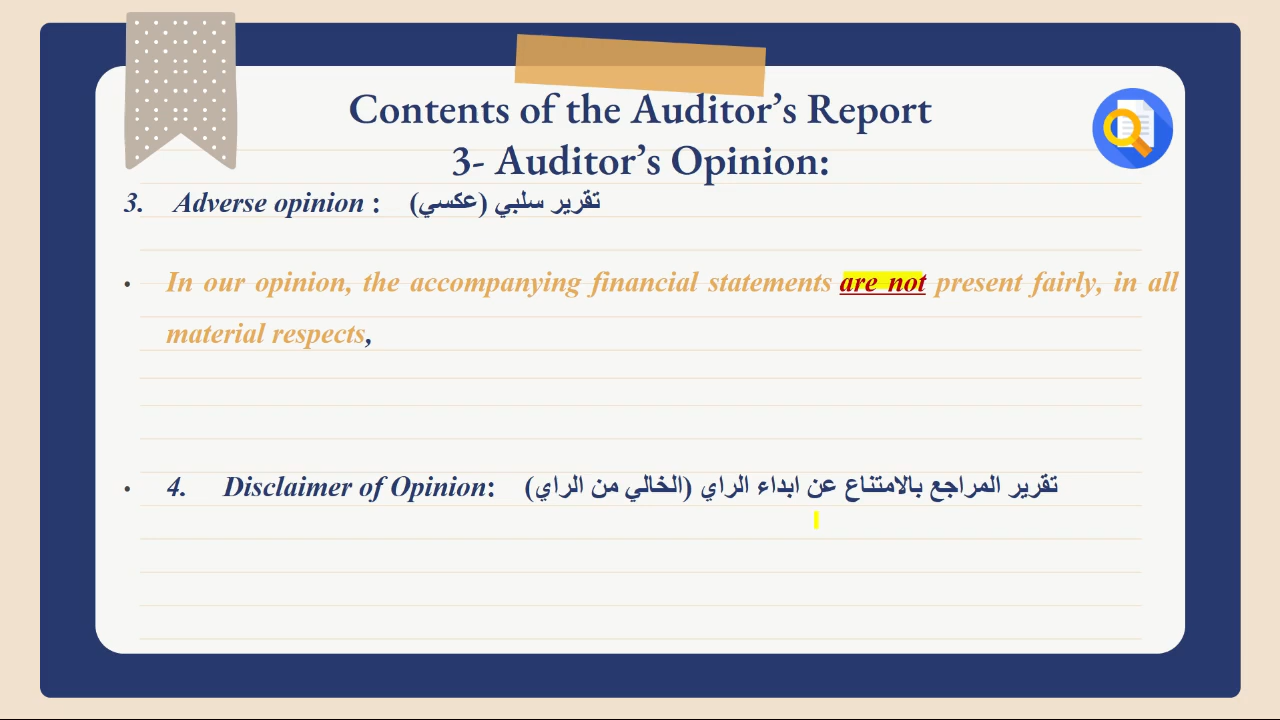 Contents of the Auditor’s Report
3- Auditor’s Opinion:
3. Adverse opinion : تقرير سلبي (عكسي)
• In our opinion, the accompanying financial statements are not present fairly, in all
material respects,
• 4. Disclaimer of Opinion: تقرير المراجع بالامتناع عن ابداء الراي (الخالي من الراي)